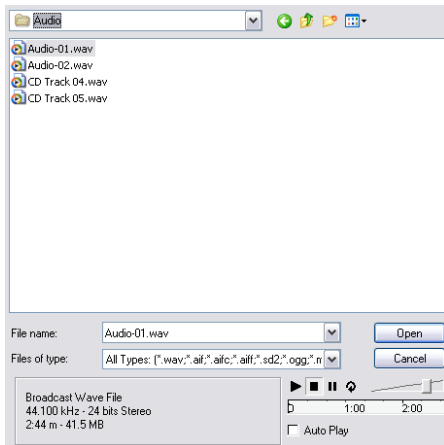 Audio
Audio-01.wav
Audio-02.wav
CD Track 04.wav
CD Track 05.wav
File name:
Audio-01.wav
Open
Files of type:
All Types: (*.wav;*.aif;*.aifc;*.aiff;*.sd2;*.ogg;*.m
Cancel
Broadcast Wave File
44.100 kHz - 24 bits Stereo
2:44 m - 41.5 MB
0 1:00 2:00
Auto Play